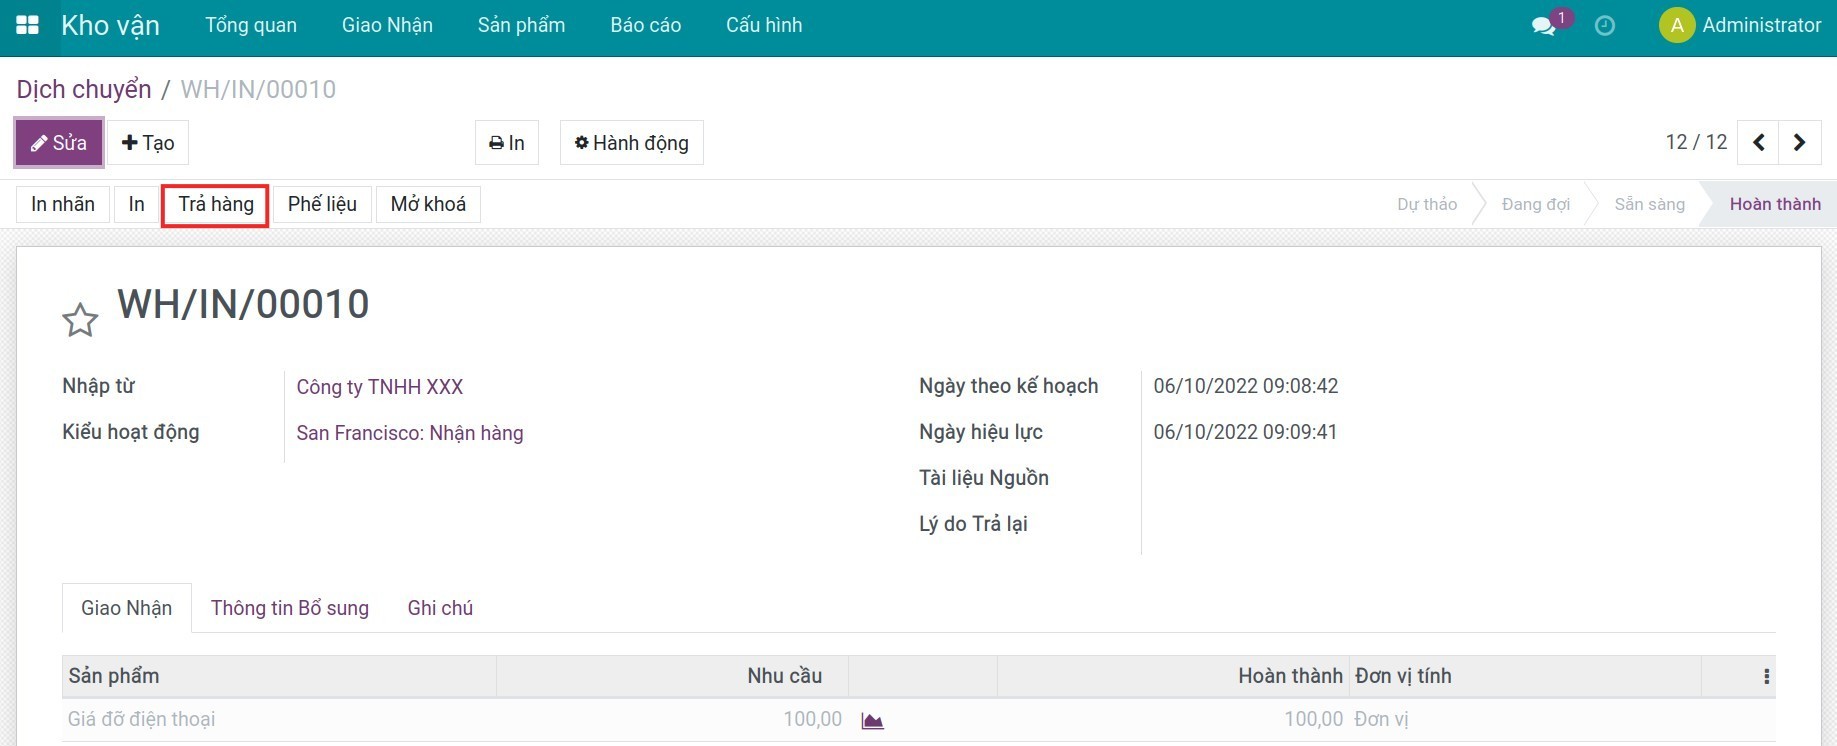 Kho vận Tổng quan Giao Nhận Sản phẩm Báo cáo Cấu hình 1 A Administrator
Dịch chuyển / WH/IN/00010
Sửa Tạo In Hành động 12 / 12
In nhãn In Trả hàng Phế liệu Mở khoá Dự thảo Đang đợi Sẵn sàng Hoàn thành
WH/IN/00010
Nhập từ Công ty TNHH XXX Ngày theo kế hoạch 06/10/2022 09:08:42
Kiểu hoạt động San Francisco: Nhận hàng Ngày hiệu lực 06/10/2022 09:09:41
Tài liệu Nguồn
Lý do Trả lại
Giao Nhận Thông tin Bổ sung Ghi chú
Sản phẩm Nhu cầu Hoàn thành Đơn vị tính
Giá đỡ điện thoại 100,00 100,00 Đơn vị